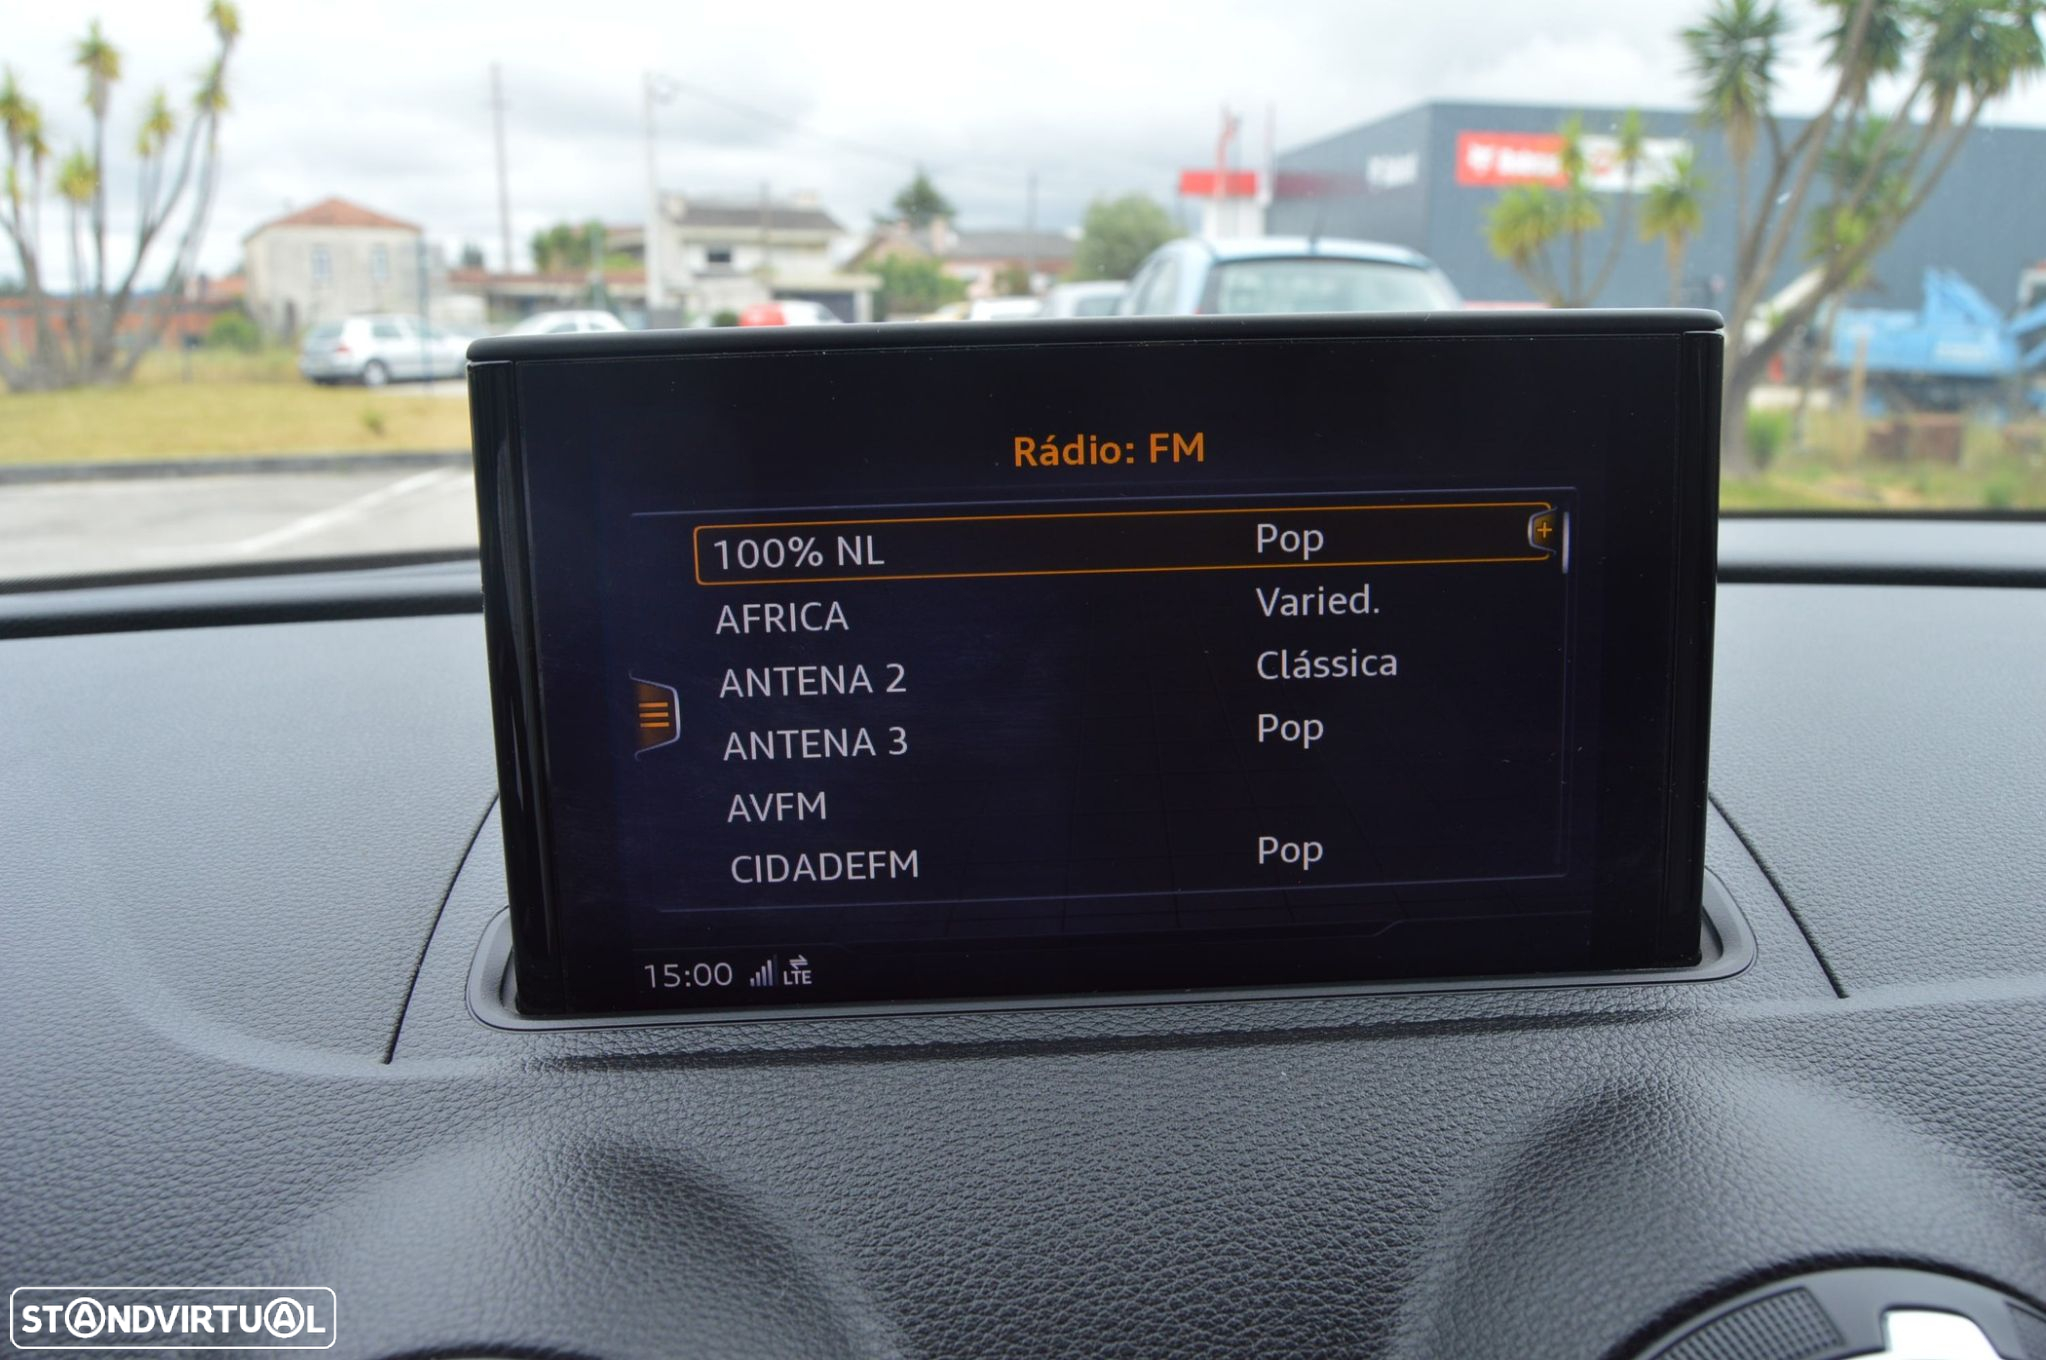 Rádio: FM
100% NL Pop
AFRICA Varied.
ANTENA 2 Clássica
ANTENA 3 Pop
AVFM
CIDADEFM Pop
15:00 LTE
STANDVIRTUAL